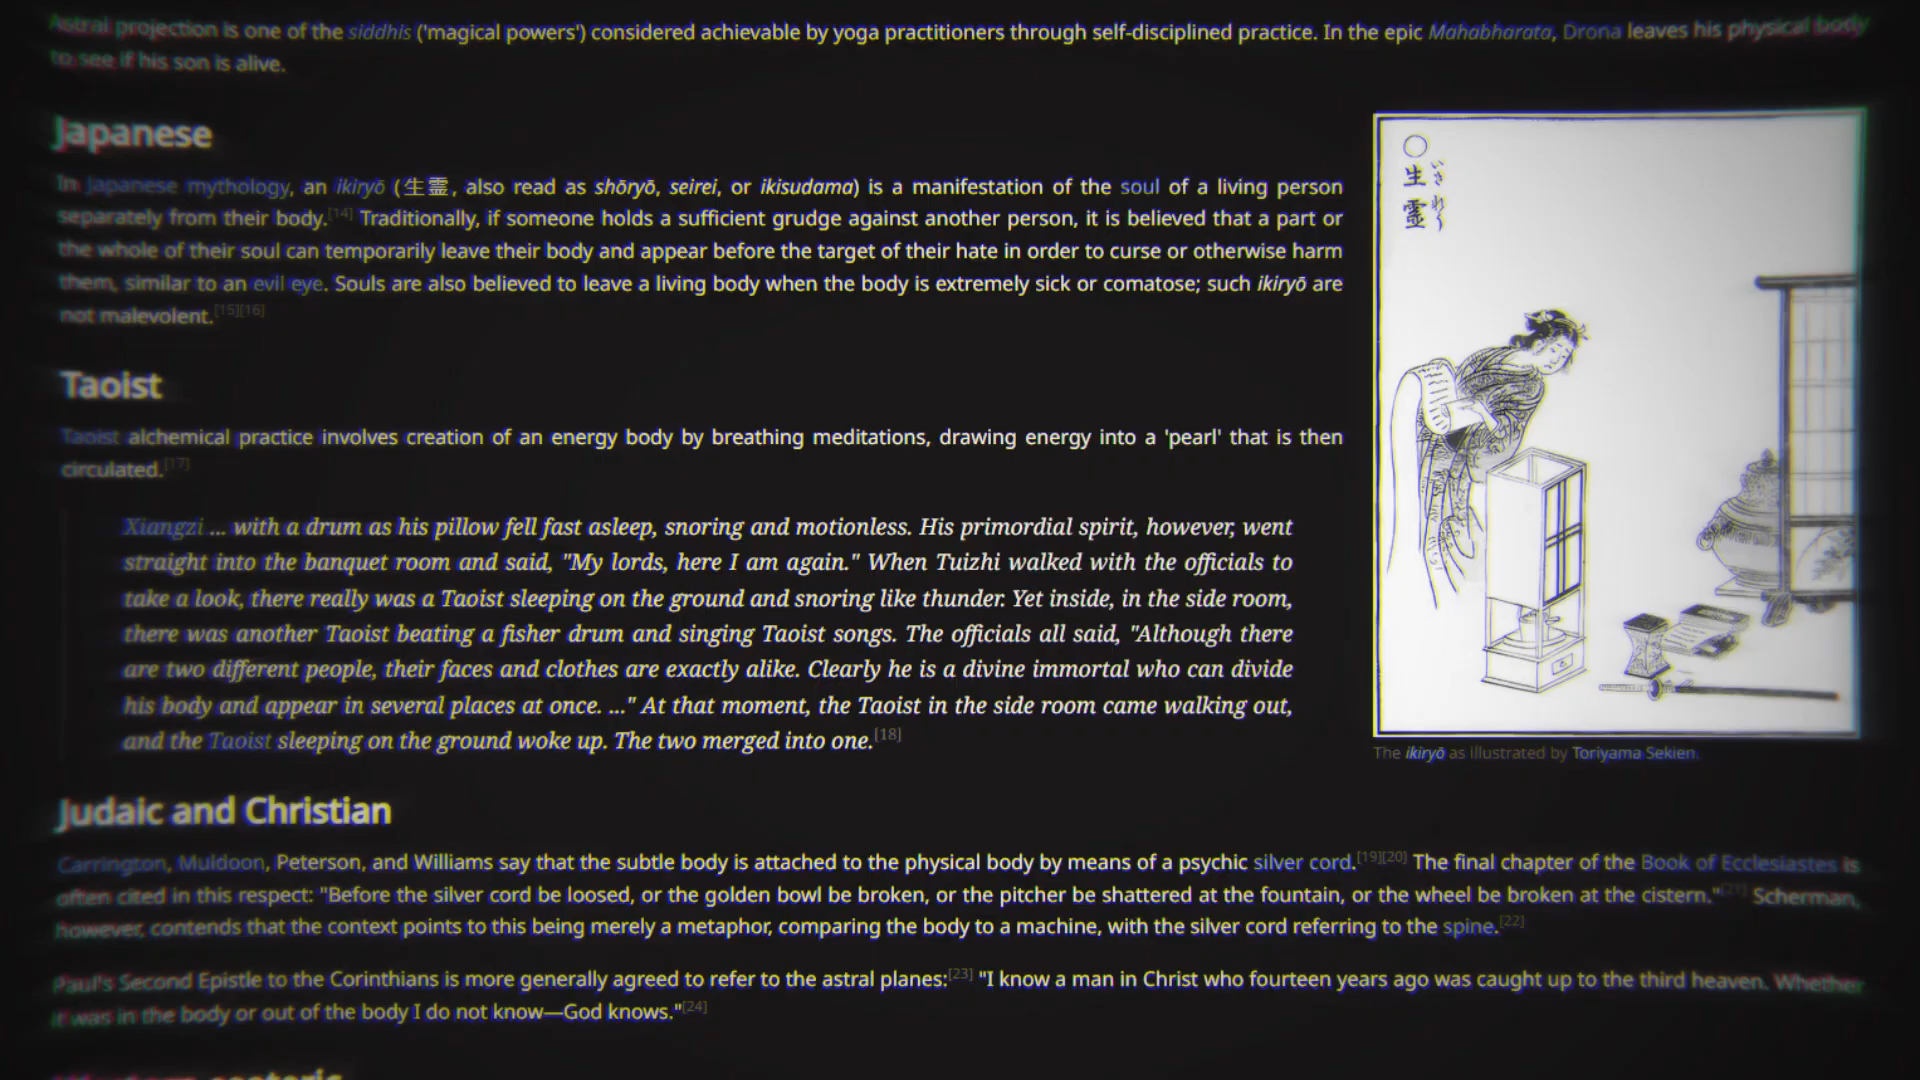 Astral projection is one of the siddhis ('magical powers') considered achievable by yoga practitioners through self-disciplined practice. In the epic Mahabharata, Drona leaves his physical body
to see if his son is alive.
Japanese
In Japanese mythology, an ikiryō (生霊, also read as shōryō, seirei, or ikisudama) is a manifestation of the soul of a living person
separately from their body.[14] Traditionally, if someone holds a sufficient grudge against another person, it is believed that a part or
the whole of their soul can temporarily leave their body and appear before the target of their hate in order to curse or otherwise harm
them, similar to an evil eye. Souls are also believed to leave a living body when the body is extremely sick or comatose; such ikiryō are
not malevolent.[15][16]
Taoist
Taoist alchemical practice involves creation of an energy body by breathing meditations, drawing energy into a 'pearl' that is then
circulated.[17]
Xiangzi ... with a drum as his pillow fell fast asleep, snoring and motionless. His primordial spirit, however, went
straight into the banquet room and said, "My lords, here I am again." When Tuizhi walked with the officials to
take a look, there really was a Taoist sleeping on the ground and snoring like thunder. Yet inside, in the side room,
there was another Taoist beating a fisher drum and singing Taoist songs. The officials all said, "Although there
are two different people, their faces and clothes are exactly alike. Clearly he is a divine immortal who can divide
his body and appear in several places at once. ..." At that moment, the Taoist in the side room came walking out,
and the Taoist sleeping on the ground woke up. The two merged into one.[18]
生靈
The ikiryō as illustrated by Toriyama Sekien.
Judaic and Christian
Carrington, Muldoon, Peterson, and Williams say that the subtle body is attached to the physical body by means of a psychic silver cord.[19][20] The final chapter of the Book of Ecclesiastes is
often cited in this respect: "Before the silver cord be loosed, or the golden bowl be broken, or the pitcher be shattered at the fountain, or the wheel be broken at the cistern."[21] Scherman,
however, contends that the context points to this being merely a metaphor, comparing the body to a machine, with the silver cord referring to the spine.[22]
Paul's Second Epistle to the Corinthians is more generally agreed to refer to the astral planes:[23] "I know a man in Christ who fourteen years ago was caught up to the third heaven. Whether
it was in the body or out of the body I do not know—God knows."[24]
Western esoteric